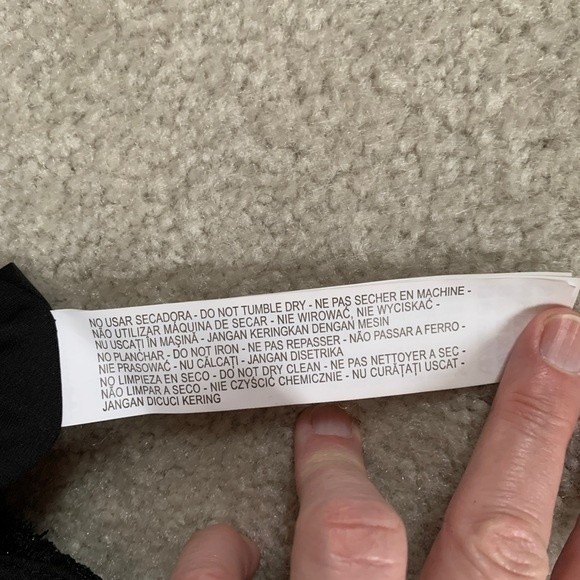 NO USAR SECADORA - DO NOT TUMBLE DRY - NE PAS SECHER EN MACHINE -
NÃO UTILIZAR MÁQUINA DE SECAR - NIE WIROWAĆ, NIE WYCISKAĆ -
NU USCAȚI ÎN MAȘINĂ - JANGAN KERINGKAN DENGAN MESIN
NO PLANCHAR - DO NOT IRON - NE PAS REPASSER - NÃO PASSAR A FERRO -
NIE PRASOWAĆ - NU CĂLCAȚI - JANGAN DISETRIKA
NO LIMPIEZA EN SECO - DO NOT DRY CLEAN - NE PAS NETTOYER A SEC -
NÃO LIMPAR A SECO - NIE CZYŚCIĆ CHEMICZNIE - NU CURĂȚAȚI USCAT -
JANGAN DICUCI KERING